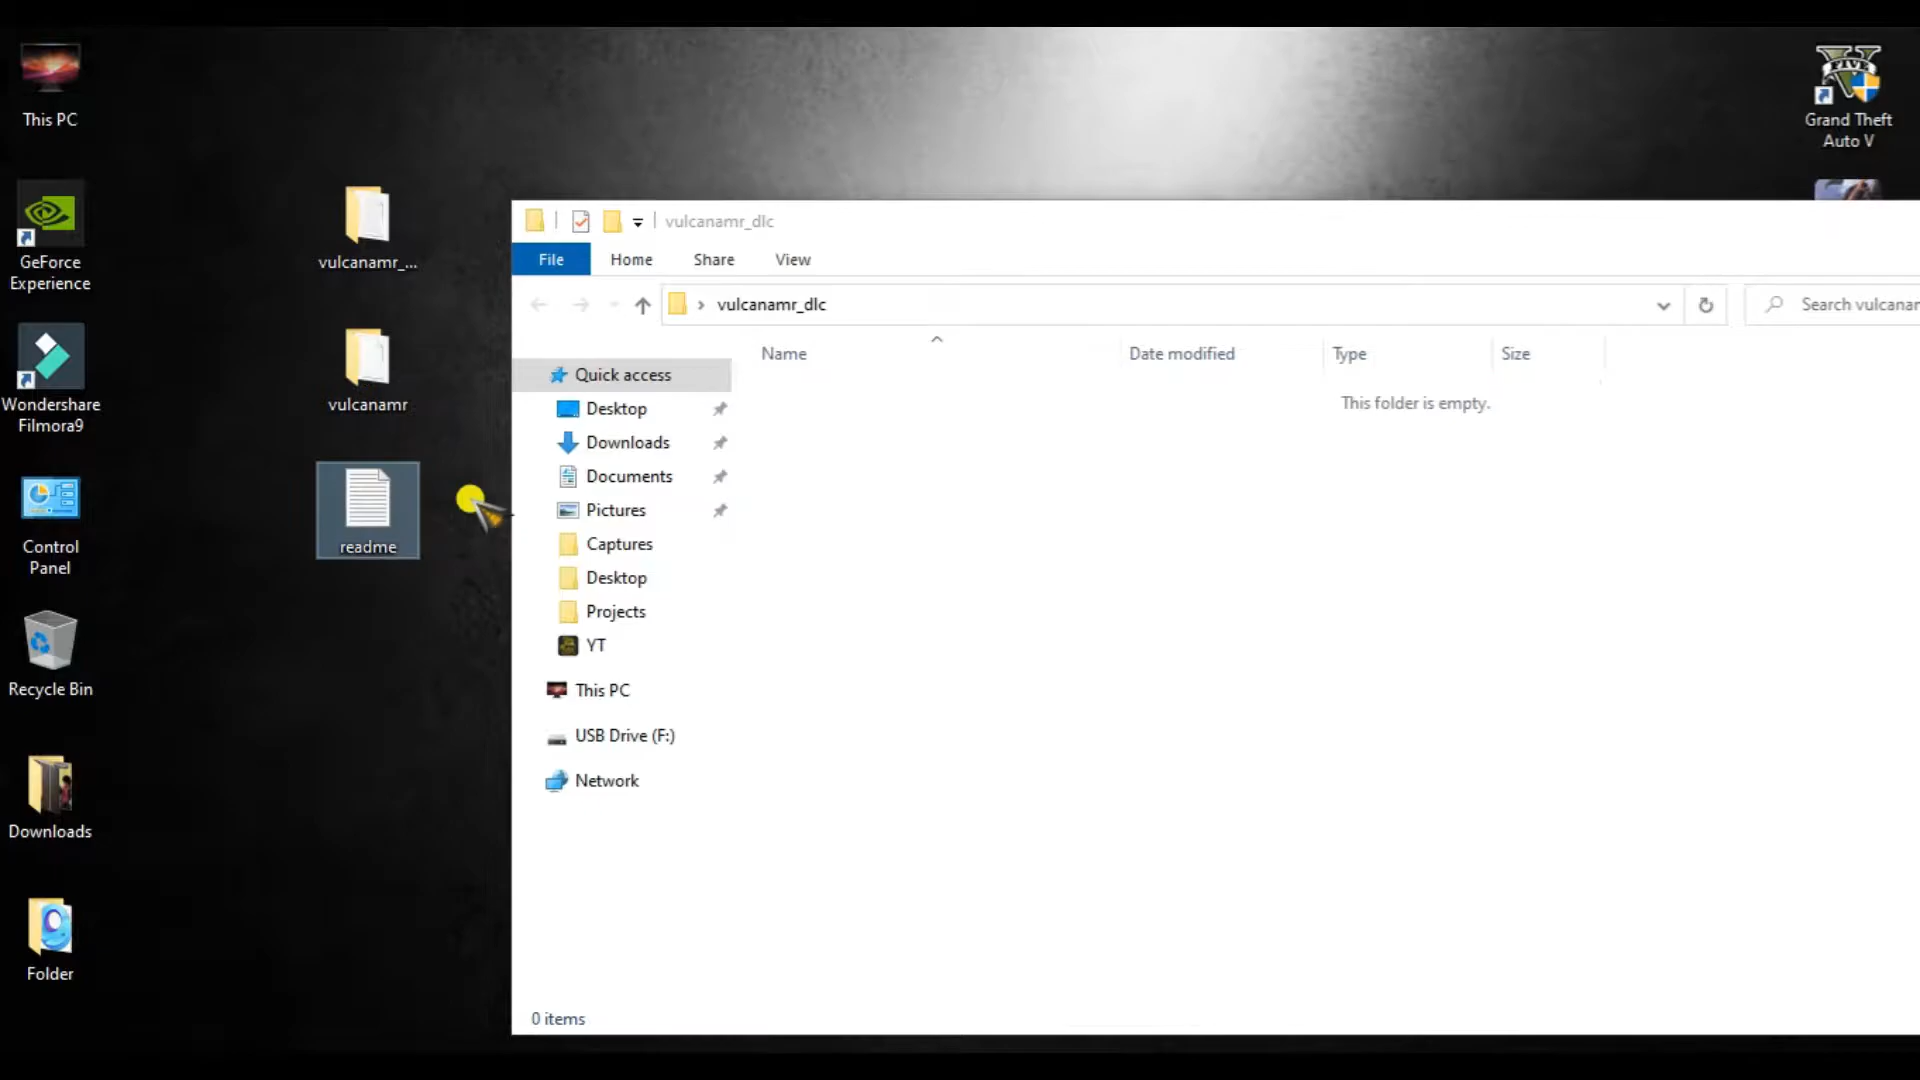 This PC
GeForce
Experience
Wondershare
Filmora9
Control
Panel
Recycle Bin
Downloads
Folder
vulcanamr_...
vulcanamr
readme
FIVE
Grand Theft
Auto V
vulcanamr_dlc
File
Home
Share
View
vulcanamr_dlc
Search vulcanar
Name
Date modified
Type
Size
This folder is empty.
Quick access
Desktop
Downloads
Documents
Pictures
Captures
Desktop
Projects
YT
This PC
USB Drive (F:)
Network
0 items